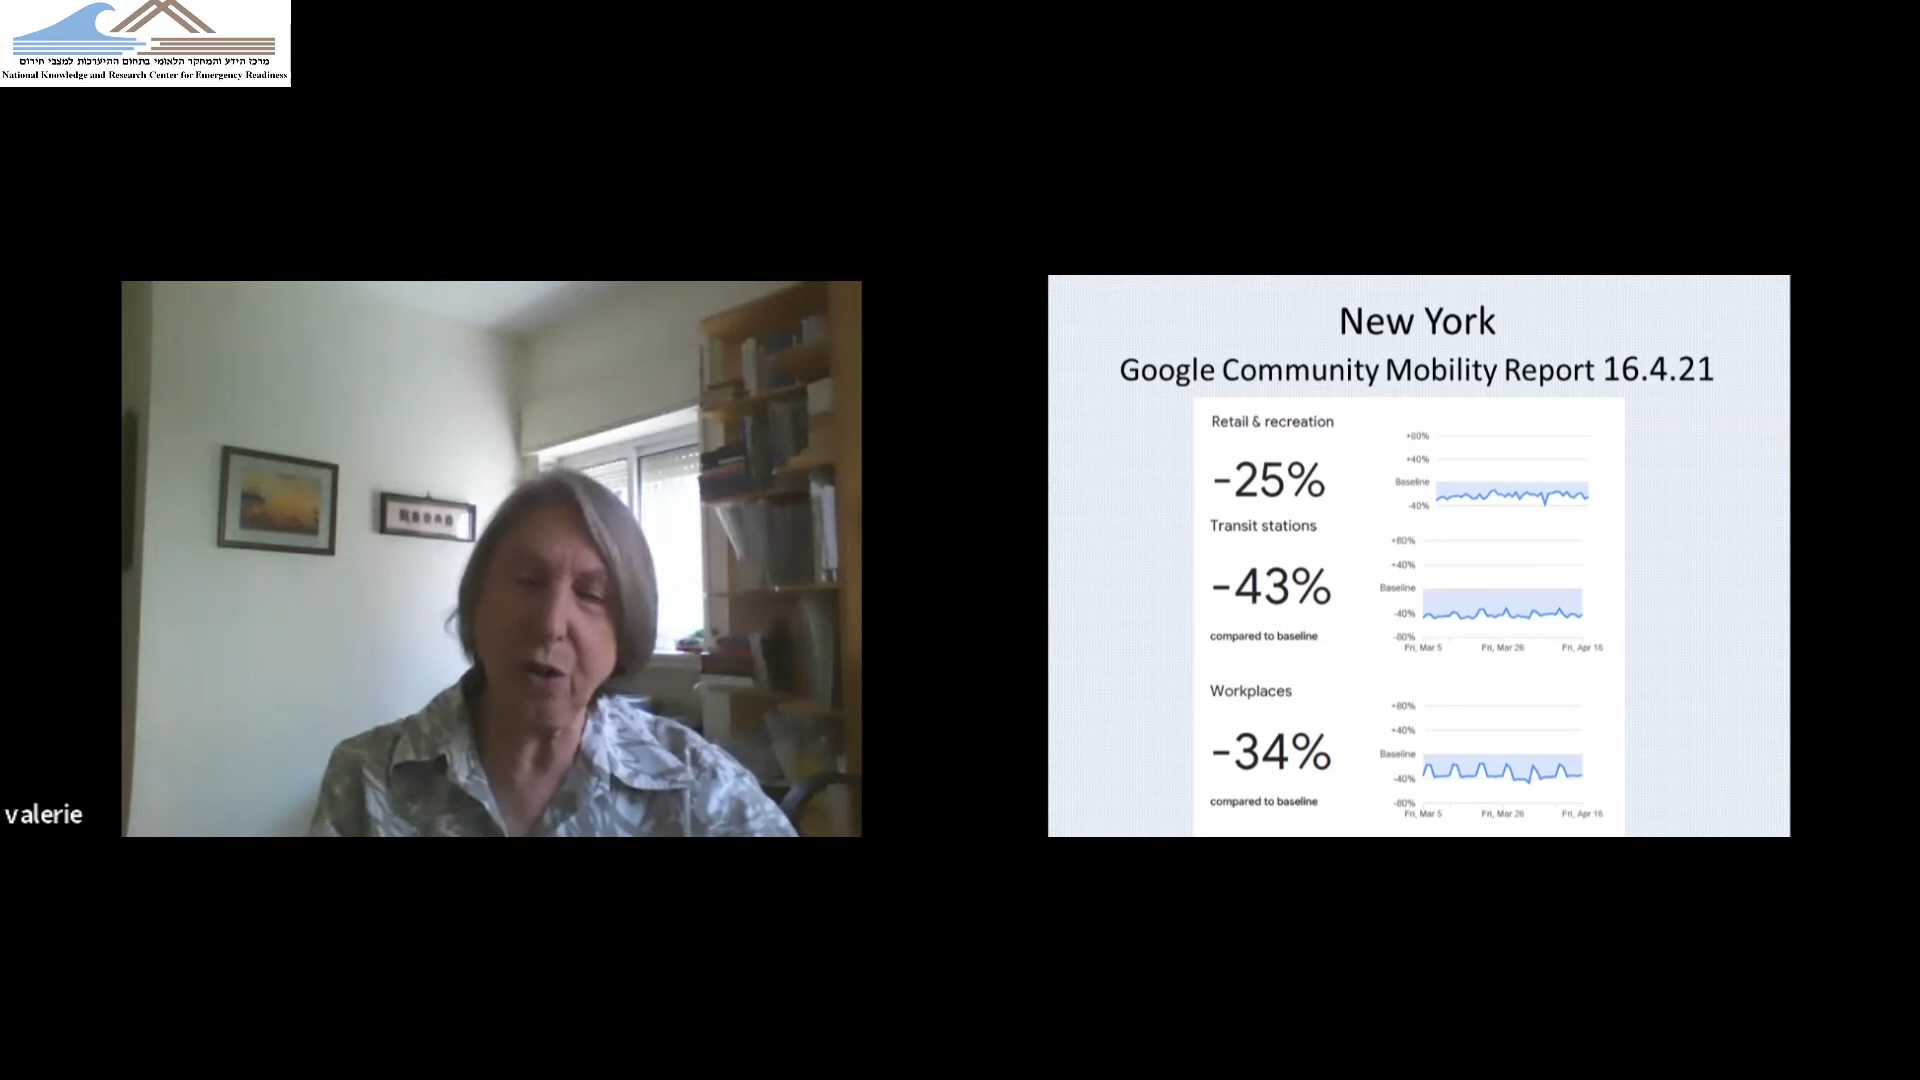 מרכז הידע והמחקר הלאומי בתחום ההיערכות למצבי חירום
National Knowledge and Research Center for Emergency Readiness
valerie
New York
Google Community Mobility Report 16.4.21
Retail & recreation
-25%
+80%
+40%
Baseline
-40%
Transit stations
-43%
compared to baseline
+80%
+40%
Baseline
-40%
-80%
Fri, Mar 5 Fri, Mar 26 Fri, Apr 16
Workplaces
-34%
compared to baseline
+80%
+40%
Baseline
-40%
-80%
Fri, Mar 5 Fri, Mar 26 Fri, Apr 16